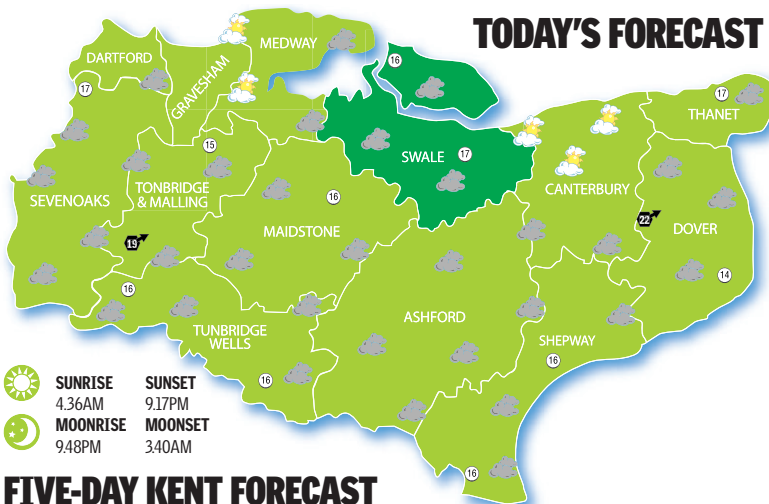 TODAY'S FORECAST
MEDWAY
DARTFORD
GRAVESHAM
16
17
17
THANET
15
SWALE
17
CANTERBURY
SEVENOAKS
TONBRIDGE
& MALLING
16
MAIDSTONE
22
DOVER
19
14
16
ASHFORD
TUNBRIDGE
WELLS
SHEPWAY
16
16
16
SUNRISE SUNSET
4.36AM 9.17PM
MOONRISE MOONSET
9.48PM 3.40AM
FIVE-DAY KENT FORECAST